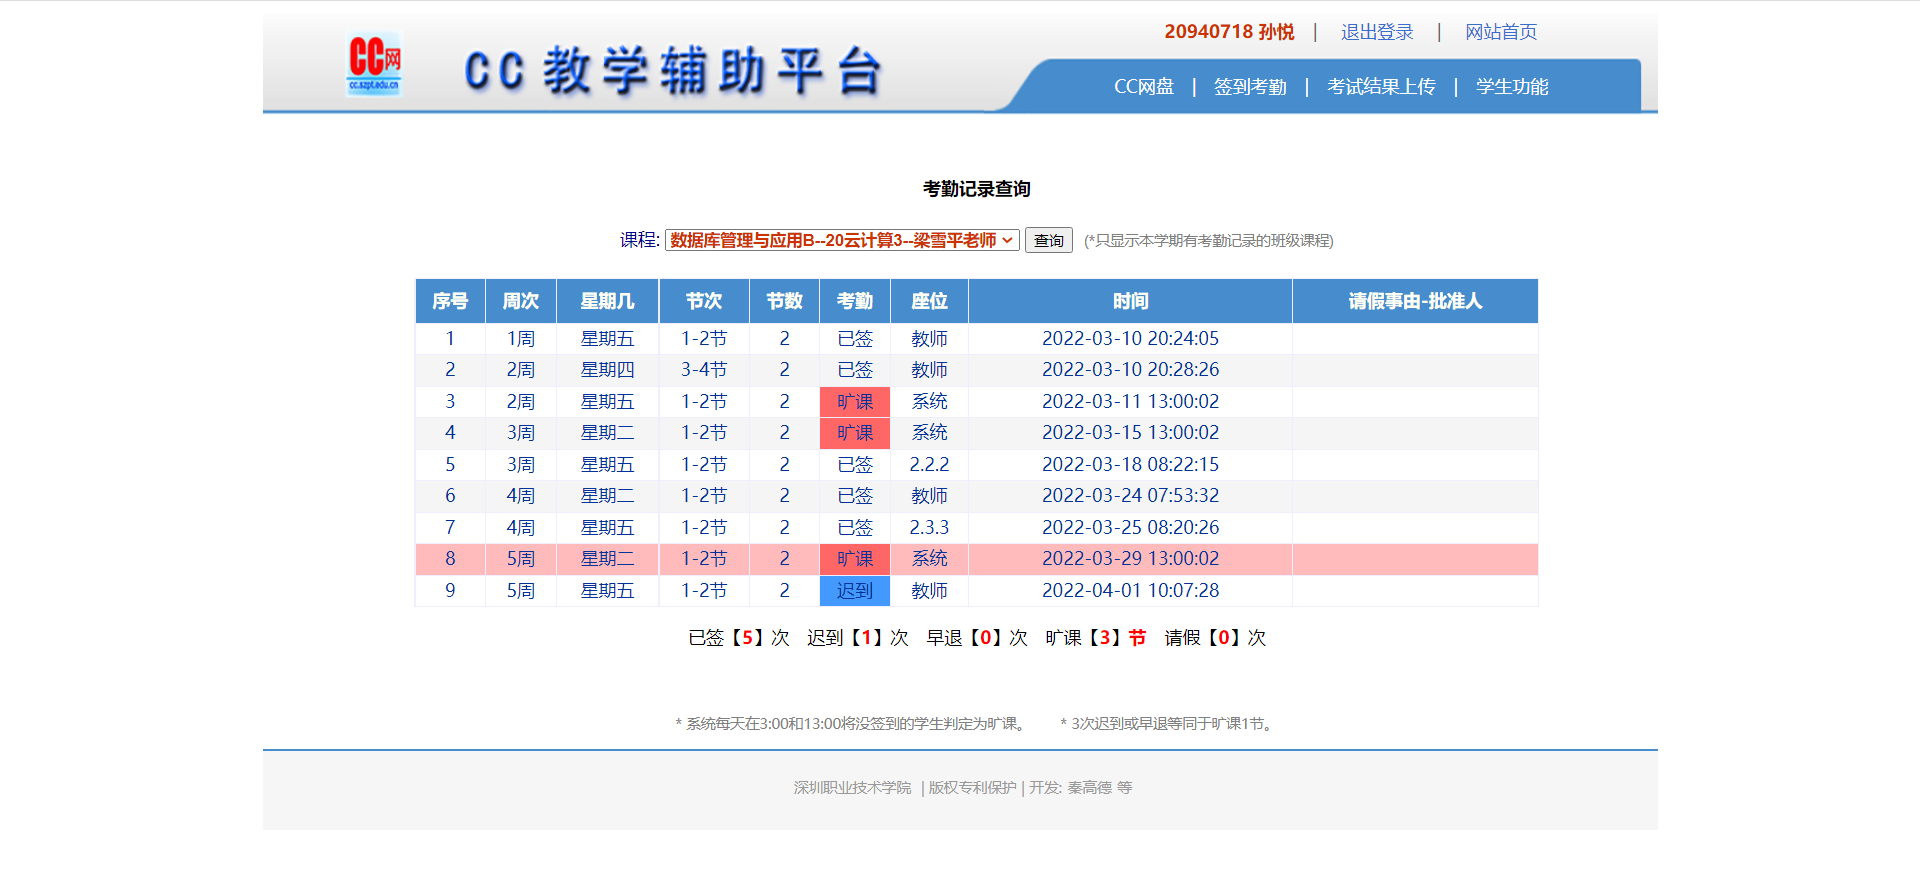 20940718 孙悦 | 退出登录 | 网站首页
CC网
cc.szpt.edu.cn
CC 教学辅助平台
CC网盘 | 签到考勤 | 考试结果上传 | 学生功能
考勤记录查询
课程: 数据库管理与应用B--20云计算3--梁雪平老师 查询 (*只显示本学期有考勤记录的班级课程)
序号 周次 星期几 节次 节数 考勤 座位 时间 请假事由-批准人
1 1周 星期五 1-2节 2 已签 教师 2022-03-10 20:24:05
2 2周 星期四 3-4节 2 已签 教师 2022-03-10 20:28:26
3 2周 星期五 1-2节 2 旷课 系统 2022-03-11 13:00:02
4 3周 星期二 1-2节 2 旷课 系统 2022-03-15 13:00:02
5 3周 星期五 1-2节 2 已签 2.2.2 2022-03-18 08:22:15
6 4周 星期二 1-2节 2 已签 教师 2022-03-24 07:53:32
7 4周 星期五 1-2节 2 已签 2.3.3 2022-03-25 08:20:26
8 5周 星期二 1-2节 2 旷课 系统 2022-03-29 13:00:02
9 5周 星期五 1-2节 2 迟到 教师 2022-04-01 10:07:28
已签【5】次 迟到【1】次 早退【0】次 旷课【3】节 请假【0】次
* 系统每天在3:00和13:00将没签到的学生判定为旷课。 * 3次迟到或早退等同于旷课1节。
深圳职业技术学院 | 版权专利保护 | 开发: 秦高德 等